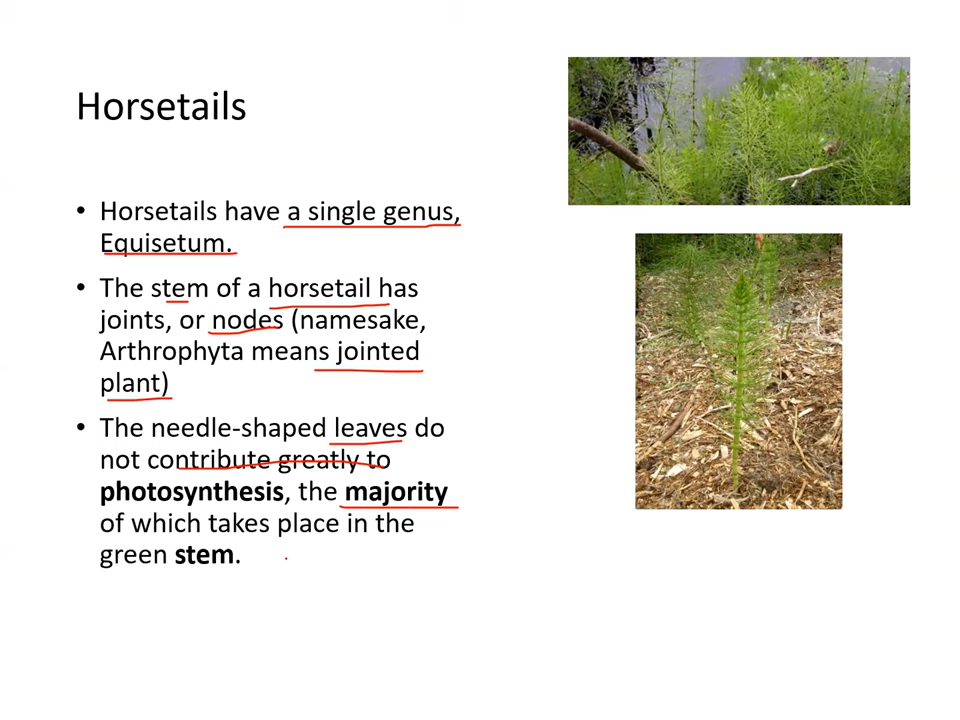 Horsetails
• Horsetails have a single genus,
Equisetum.
• The stem of a horsetail has
joints, or nodes (namesake,
Arthrophyta means jointed
plant)
• The needle-shaped leaves do
not contribute greatly to
photosynthesis, the majority
of which takes place in the
green stem.